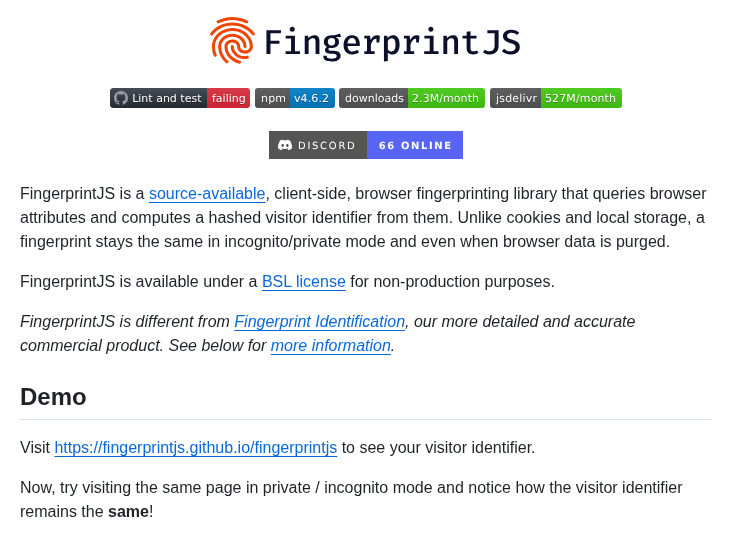 FingerprintJS
Lint and test failing npm v4.6.2 downloads 2.3M/month jsdelivr 527M/month
DISCORD 66 ONLINE
FingerprintJS is a source-available, client-side, browser fingerprinting library that queries browser
attributes and computes a hashed visitor identifier from them. Unlike cookies and local storage, a
fingerprint stays the same in incognito/private mode and even when browser data is purged.
FingerprintJS is available under a BSL license for non-production purposes.
FingerprintJS is different from Fingerprint Identification, our more detailed and accurate
commercial product. See below for more information.
Demo
Visit https://fingerprintjs.github.io/fingerprintjs to see your visitor identifier.
Now, try visiting the same page in private / incognito mode and notice how the visitor identifier
remains the same!